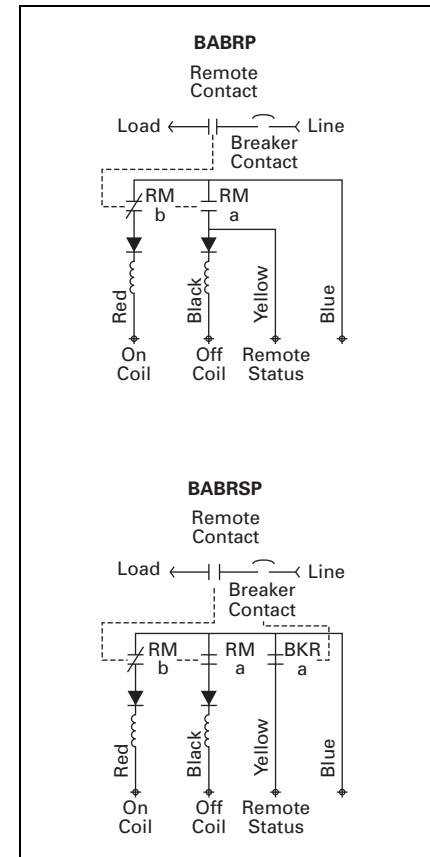 BABRP
Remote
Contact
Load
Line
Breaker
Contact
RM
b
RM
a
Red
Black
Yellow
Blue
On
Coil
Off
Coil
Remote
Status
BABRSP
Remote
Contact
Load
Line
Breaker
Contact
RM
b
RM
a
BKR
a
Red
Black
Yellow
Blue
On
Coil
Off
Coil
Remote
Status